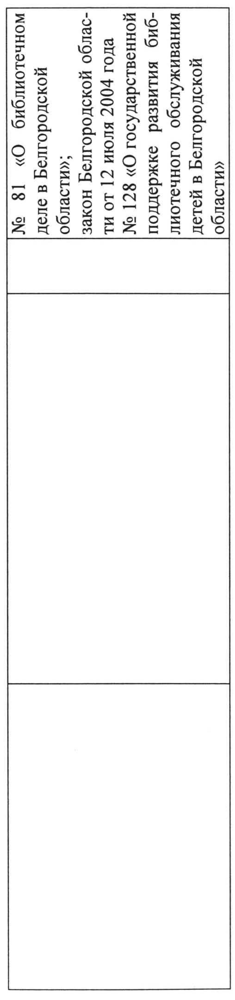 № 81 «О библиотечном
деле в Белгородской
области»;
закон Белгородской облас-
ти от 12 июля 2004 года
№ 128 «О государственной
поддержке развития биб-
лиотечного обслуживания
детей в Белгородской
области»